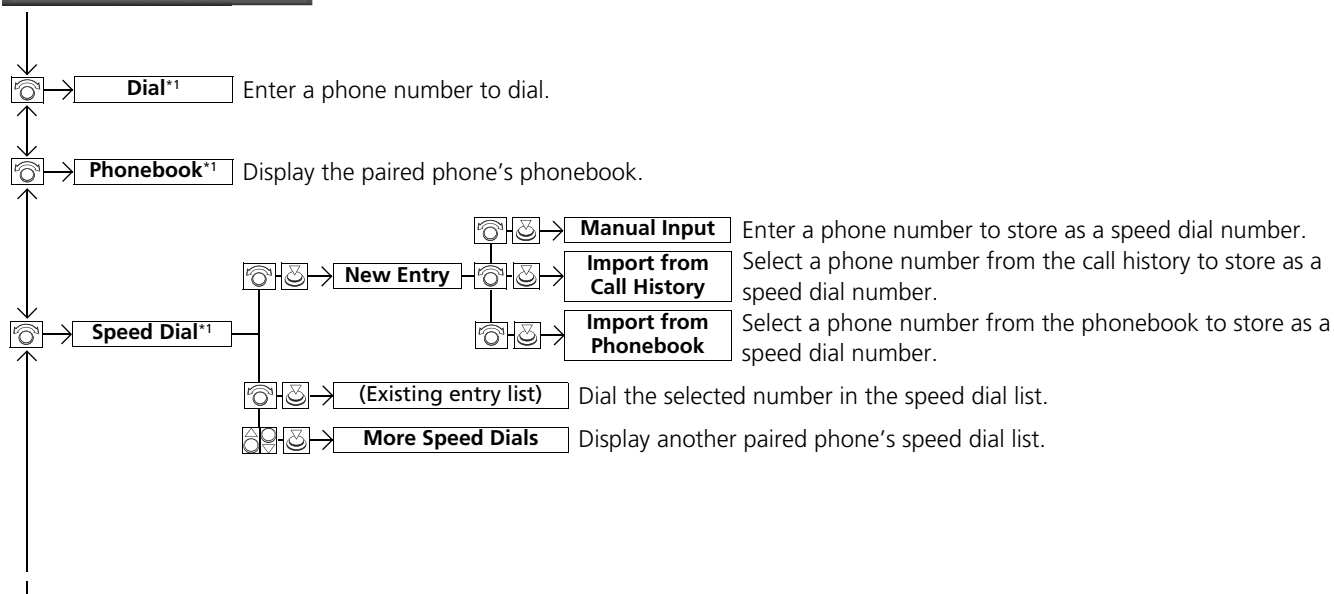 Dial*1 Enter a phone number to dial.
Phonebook*1 Display the paired phone’s phonebook.
Manual Input Enter a phone number to store as a speed dial number.
New Entry
Import from
Call History
Select a phone number from the call history to store as a
speed dial number.
Import from
Phonebook
Select a phone number from the phonebook to store as a
speed dial number.
Speed Dial*1
(Existing entry list) Dial the selected number in the speed dial list.
More Speed Dials Display another paired phone’s speed dial list.